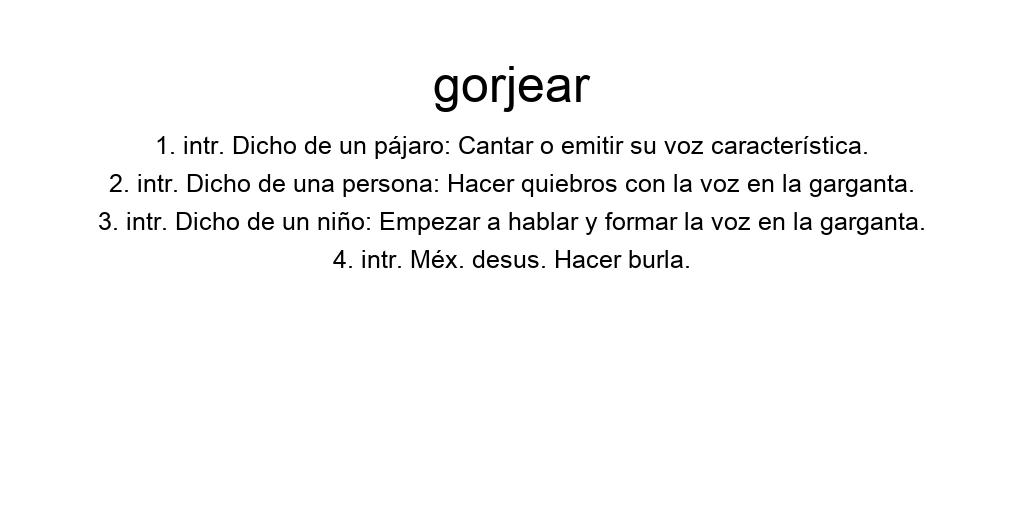 gorjear
1. intr. Dicho de un pájaro: Cantar o emitir su voz característica.
2. intr. Dicho de una persona: Hacer quiebros con la voz en la garganta.
3. intr. Dicho de un niño: Empezar a hablar y formar la voz en la garganta.
4. intr. Méx. desus. Hacer burla.